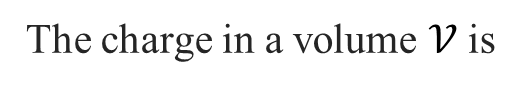 The charge in a volume 𝒱 is